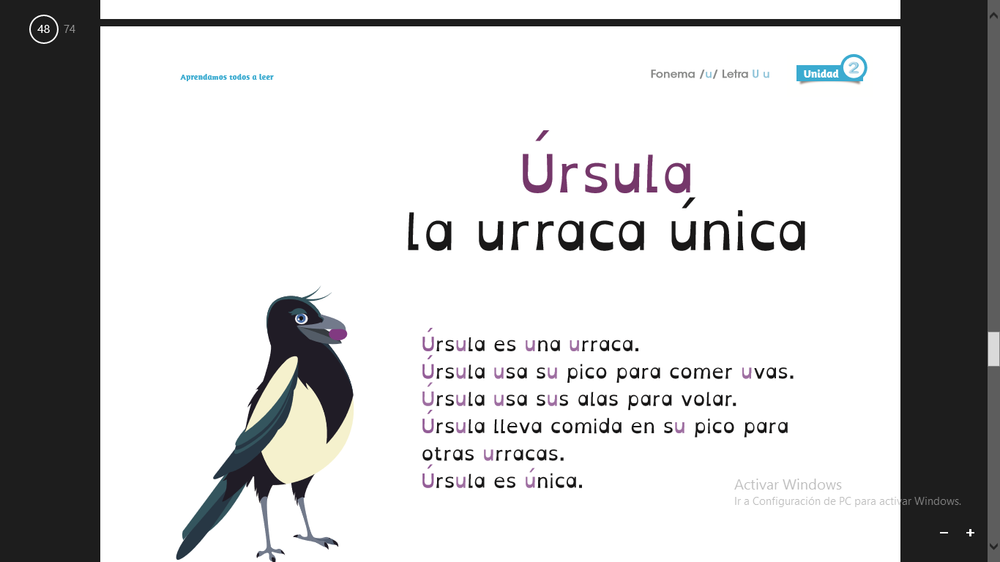 48 74
Aprendamos todos a leer
Fonema /u/ Letra U u
Unidad 2
Úrsula
la urraca única
Úrsula es una urraca.
Úrsula usa su pico para comer uvas.
Úrsula usa sus alas para volar.
Úrsula lleva comida en su pico para
otras urracas.
Úrsula es única.
Activar Windows
Ir a Configuración de PC para activar Windows.